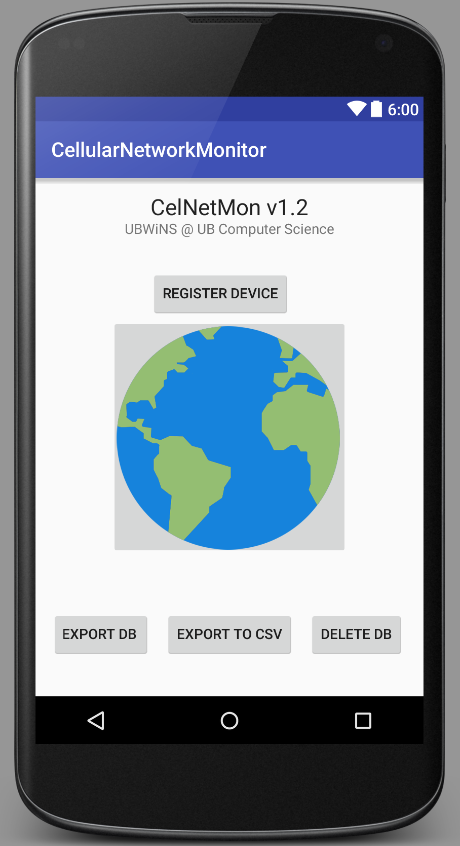 6:00
CellularNetworkMonitor
CelNetMon v1.2
UBWiNS @ UB Computer Science
REGISTER DEVICE
EXPORT DB EXPORT TO CSV DELETE DB